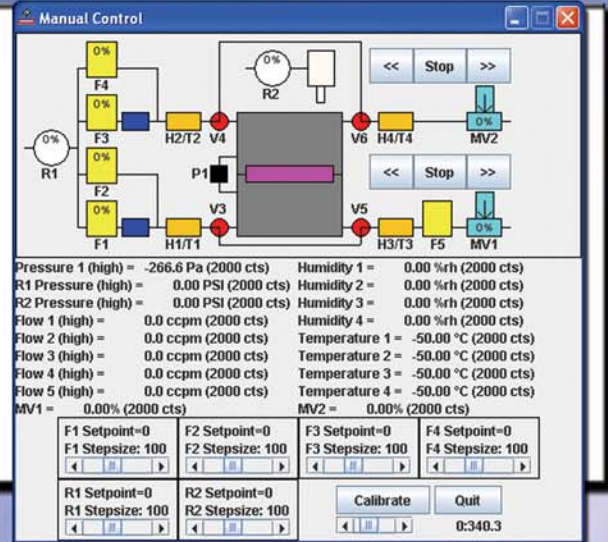 Manual Control
0%
F4
0%
R2
<< Stop >>
0%
0%
F3
H2/T2
V4
V6
H4/T4
0%
MV2
R1
0%
F2
P1
<< Stop >>
0%
V3
V5
0%
F1
H1/T1
H3/T3
F5
MV1
Pressure 1 (high) = -266.6 Pa (2000 cts) Humidity 1 = 0.00 %rh (2000 cts)
R1 Pressure (high) = 0.00 PSI (2000 cts) Humidity 2 = 0.00 %rh (2000 cts)
R2 Pressure (high) = 0.00 PSI (2000 cts) Humidity 3 = 0.00 %rh (2000 cts)
Flow 1 (high) = 0.0 ccpm (2000 cts) Humidity 4 = 0.00 %rh (2000 cts)
Flow 2 (high) = 0.0 ccpm (2000 cts) Temperature 1 = -50.00 °C (2000 cts)
Flow 3 (high) = 0.0 ccpm (2000 cts) Temperature 2 = -50.00 °C (2000 cts)
Flow 4 (high) = 0.0 ccpm (2000 cts) Temperature 3 = -50.00 °C (2000 cts)
Flow 5 (high) = 0.0 ccpm (2000 cts) Temperature 4 = -50.00 °C (2000 cts)
MV1 = 0.00% (2000 cts) MV2 = 0.00% (2000 cts)
F1 Setpoint=0 F2 Setpoint=0 F3 Setpoint=0 F4 Setpoint=0
F1 Stepsize: 100 F2 Stepsize: 100 F3 Stepsize: 100 F4 Stepsize: 100
R1 Setpoint=0 R2 Setpoint=0 Calibrate Quit
R1 Stepsize: 100 R2 Stepsize: 100 0:340.3